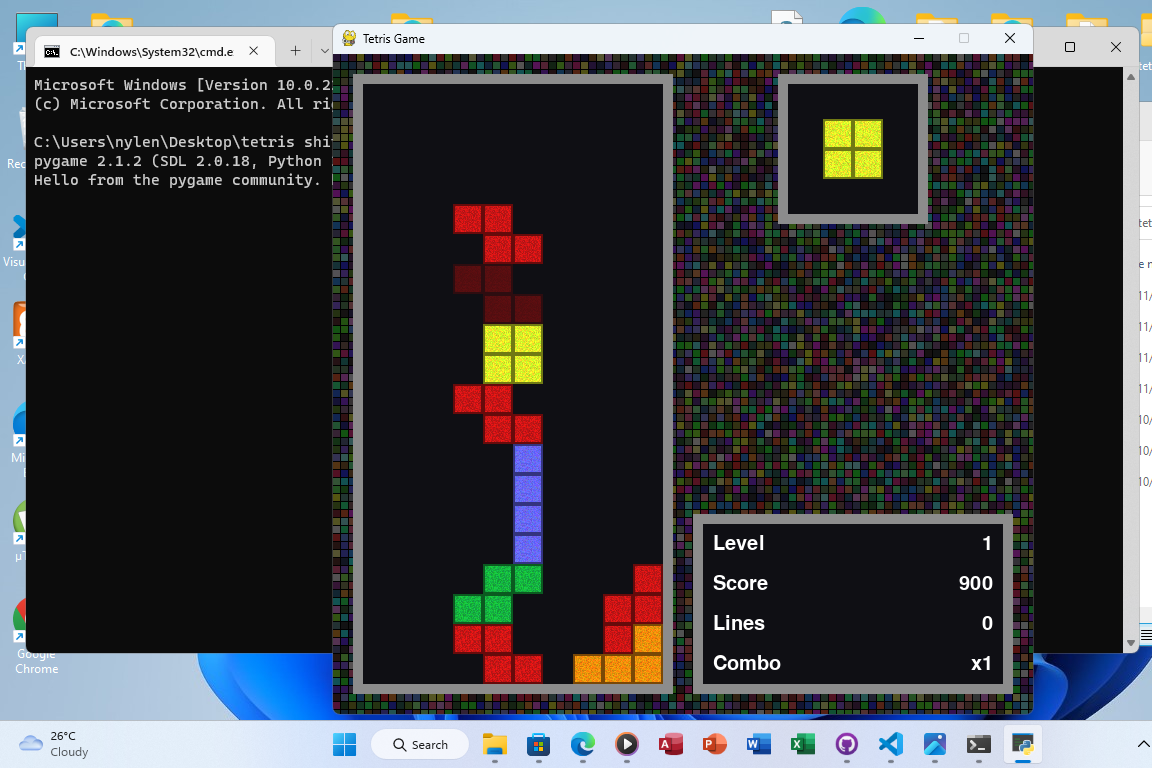 C:\Windows\System32\cmd.e
Tetris Game
Microsoft Windows [Version 10.0.2
(c) Microsoft Corporation. All ri
C:\Users\nylen\Desktop\tetris shi
pygame 2.1.2 (SDL 2.0.18, Python
Hello from the pygame community.
Level 1
Score 900
Lines 0
Combo x1
Google
Chrome
26°C
Cloudy
Search